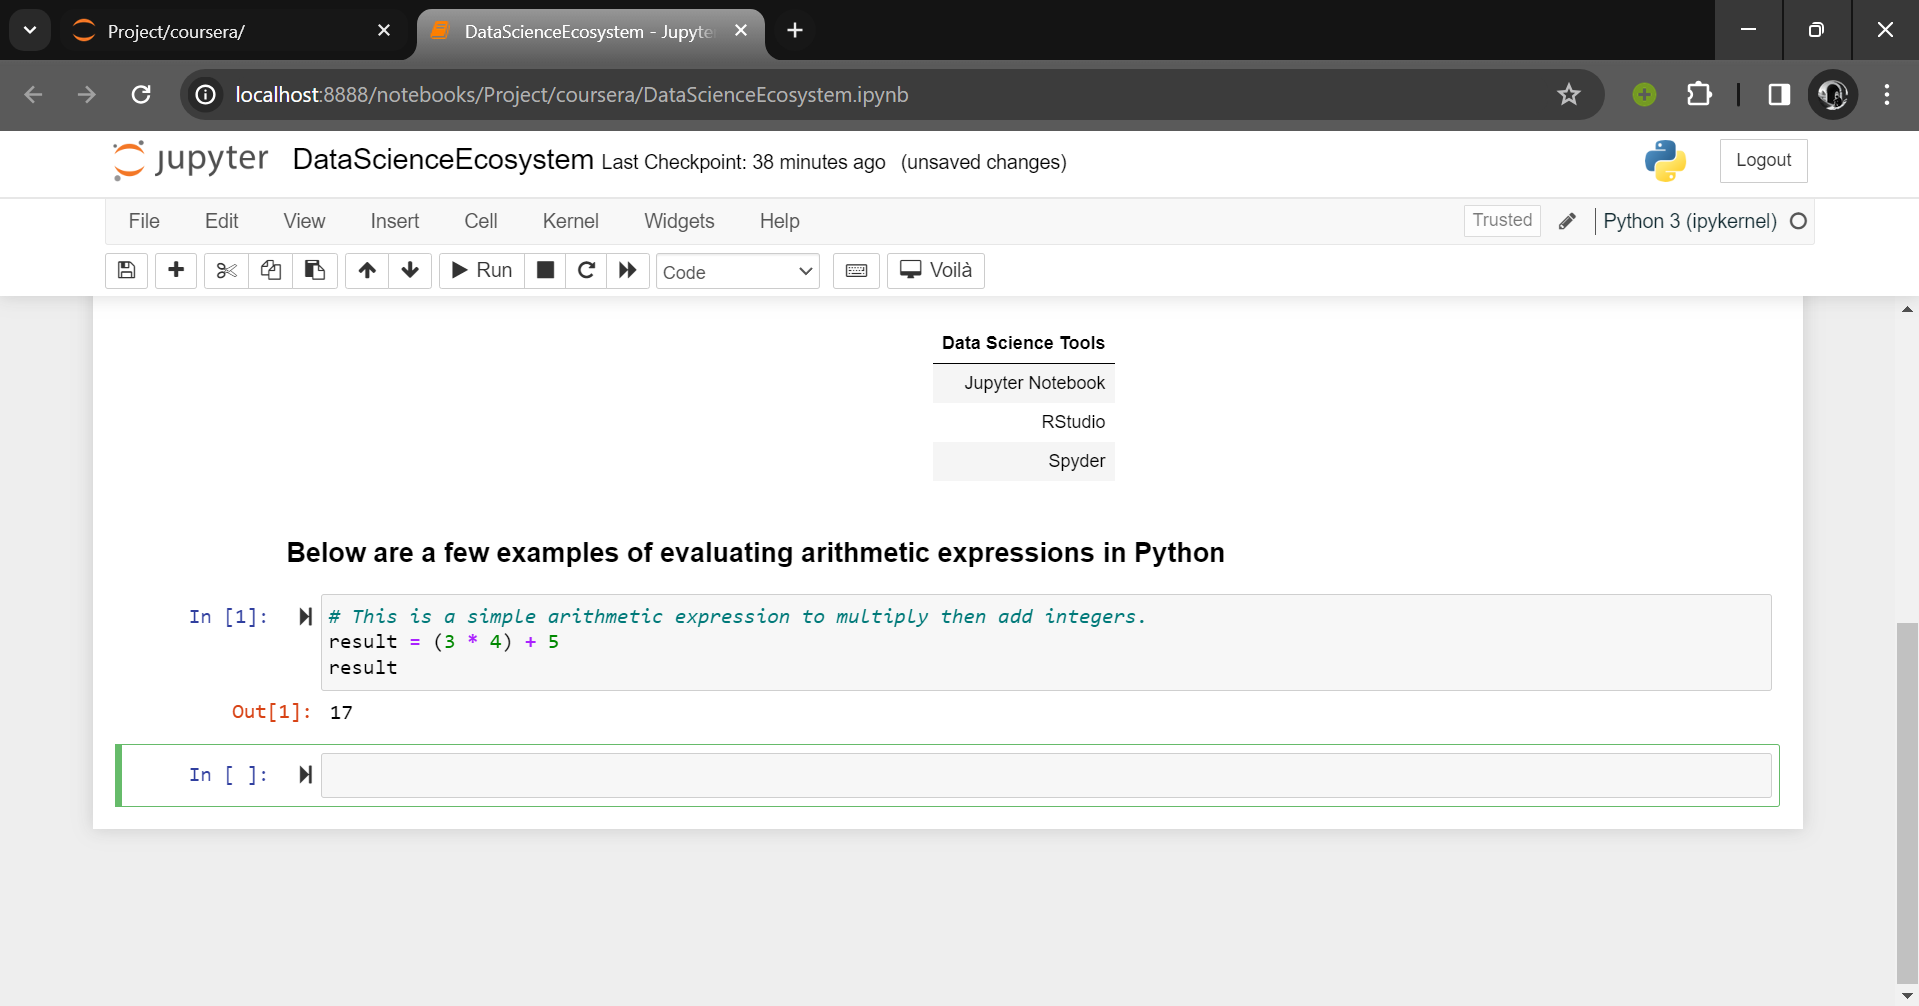 Project/coursera/
DataScienceEcosystem - Jupyte
localhost:8888/notebooks/Project/coursera/DataScienceEcosystem.ipynb
jupyter DataScienceEcosystem Last Checkpoint: 38 minutes ago (unsaved changes)
Logout
File Edit View Insert Cell Kernel Widgets Help
Trusted
Python 3 (ipykernel)
Run
Code
Voilà
Data Science Tools
Jupyter Notebook
RStudio
Spyder
Below are a few examples of evaluating arithmetic expressions in Python
In [1]:
# This is a simple arithmetic expression to multiply then add integers.
result = (3 * 4) + 5
result
Out[1]: 17
In [ ]: